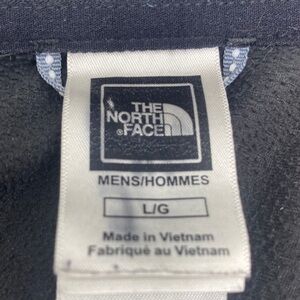 THE
NORTH
®FACE
MENS/HOMMES
L/G
Made in Vietnam
Fabriqué au Vietnam